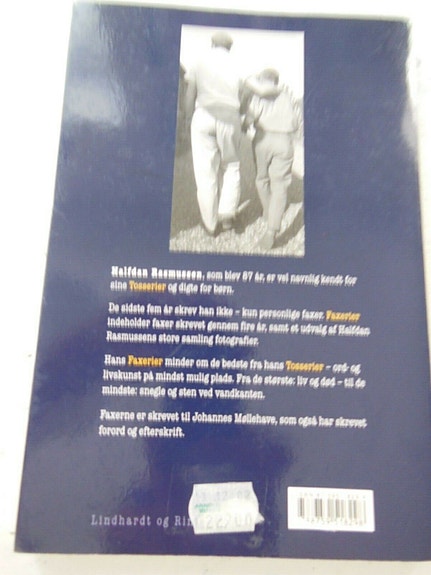 Halfdan Rasmussen, som blev 87 år, er vel navnlig kendt for
sine Tosserier og digte for børn.
De sidste fem år skrev han ikke – kun personlige faxer. Faxerier
indeholder faxer skrevet gennem fire år, samt et udvalg af Halfdan
Rasmussens store samling fotografier.
Hans Faxerier minder om de bedste fra hans Tosserier – ord- og
livskunst på mindst mulig plads. Fra de største: liv og død – til de
mindste: snegle og sten ved vandkanten.
Faxerne er skrevet til Johannes Møllehave, som også har skrevet
forord og efterskrift.
Lindhardt og